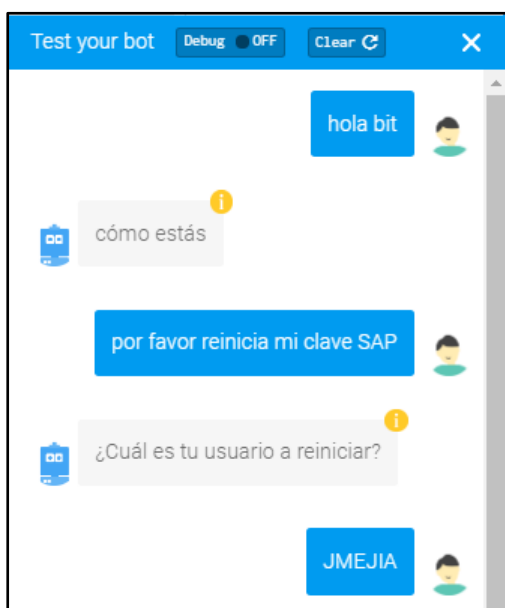 Test your bot
Debug OFF
Clear
hola bit
cómo estás
por favor reinicia mi clave SAP
¿Cuál es tu usuario a reiniciar?
JMEJIA